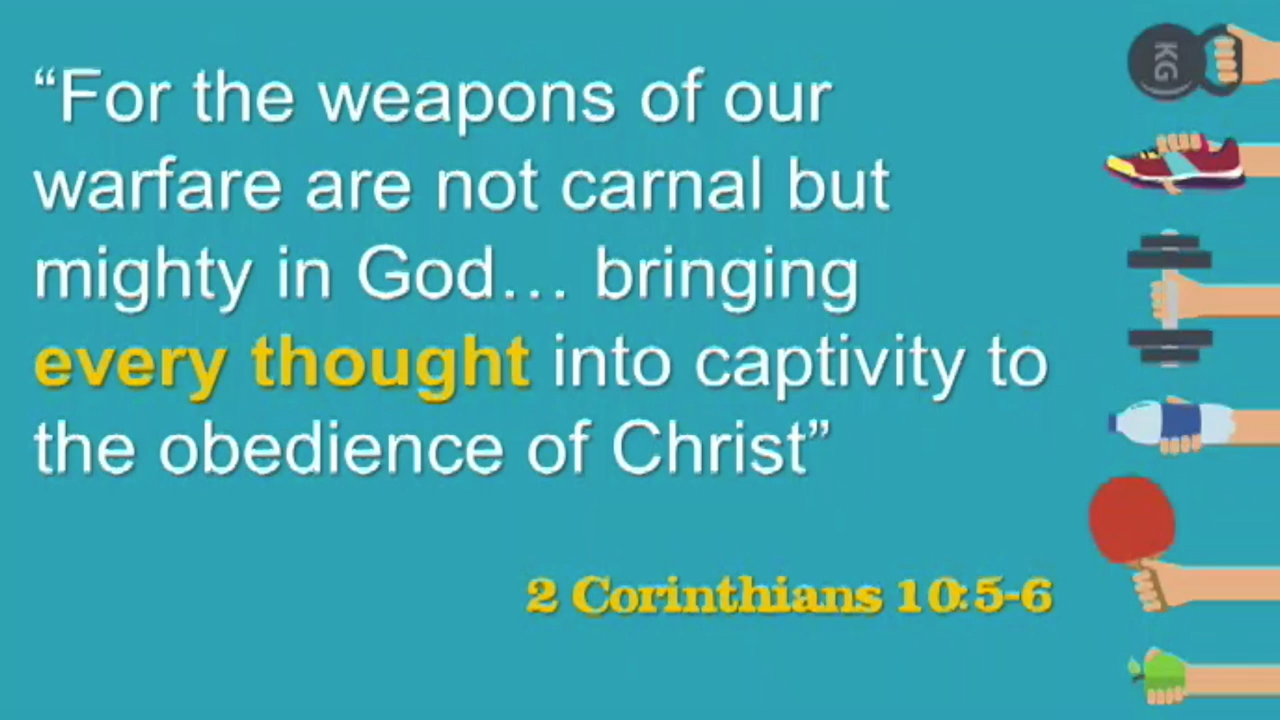 “For the weapons of our
warfare are not carnal but
mighty in God… bringing
every thought into captivity to
the obedience of Christ”
2 Corinthians 10:5-6
KG